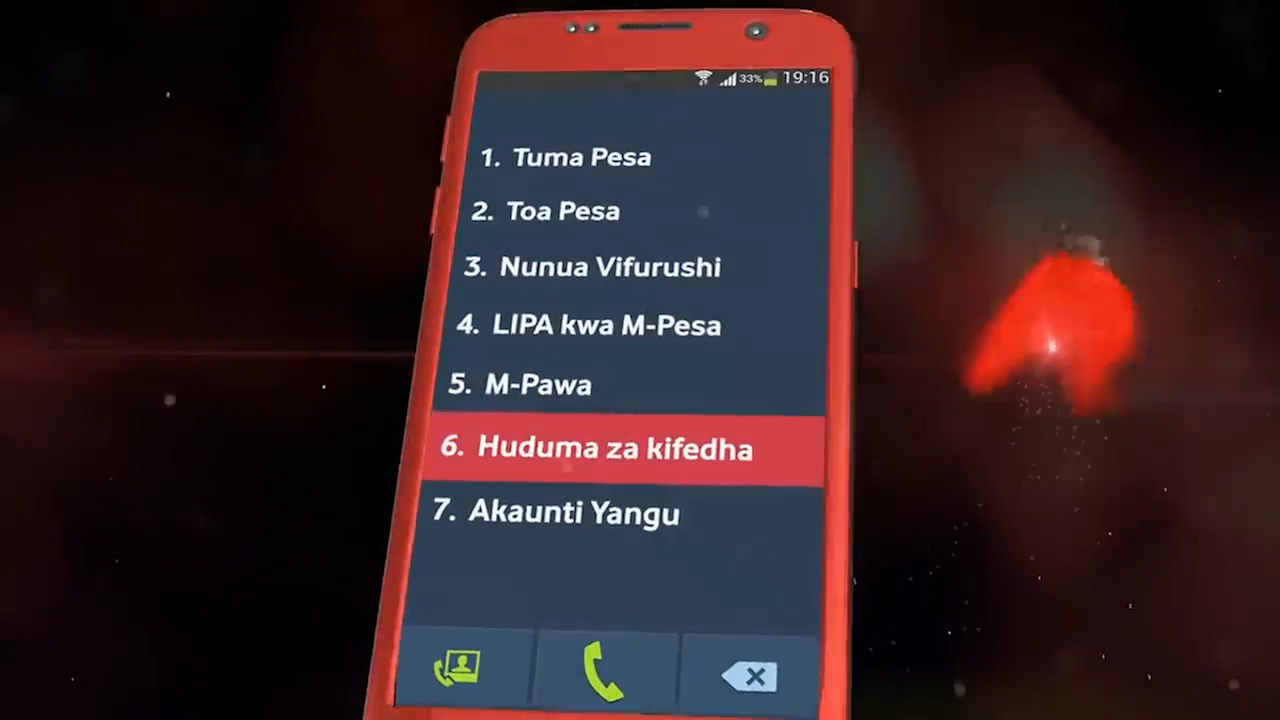 33% 19:16
1. Tuma Pesa
2. Toa Pesa
3. Nunua Vifurushi
4. LIPA kwa M-Pesa
5. M-Pawa
6. Huduma za kifedha
7. Akaunti Yangu